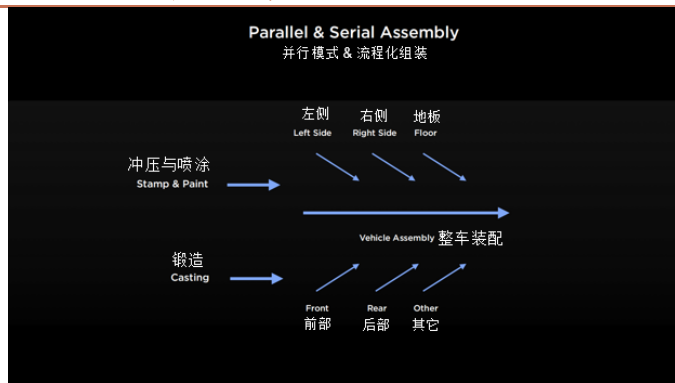 Parallel & Serial Assembly
并行模式 & 流程化组装
左侧 右侧 地板
Left Side Right Side Floor
冲压与喷涂
Stamp & Paint
Vehicle Assembly 整车装配
锻造
Casting
Front Rear Other
前部 后部 其它